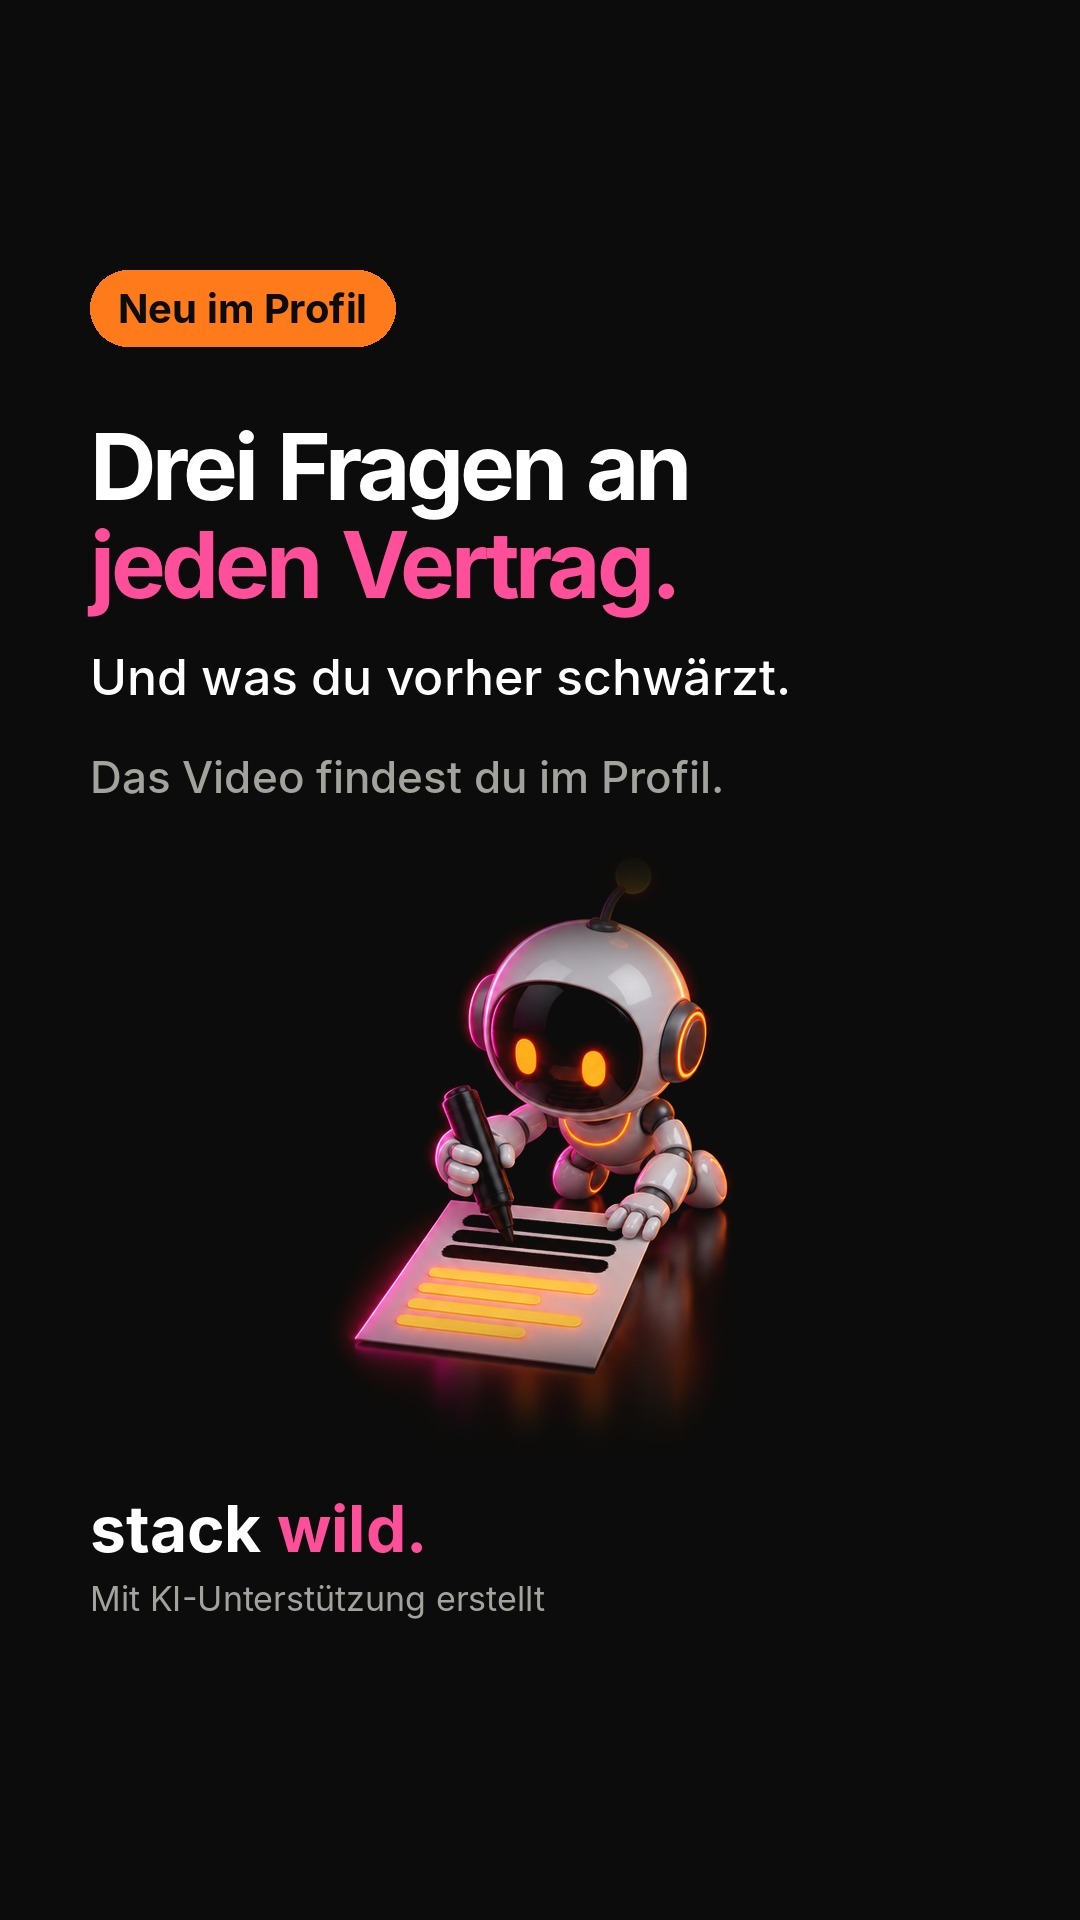 Neu im Profil
Drei Fragen an
jeden Vertrag.
Und was du vorher schwärzt.
Das Video findest du im Profil.
stack wild.
Mit KI-Unterstützung erstellt